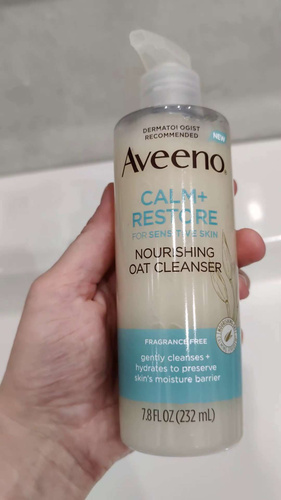 DERMATOLOGIST
RECOMMENDED
NEW
Aveeno®
CALM+
RESTORE
FOR SENSITIVE SKIN
NOURISHING
OAT CLEANSER
FRAGRANCE FREE
gently cleanses +
hydrates to preserve
skin's moisture barrier
7.8 FL OZ (232 mL)